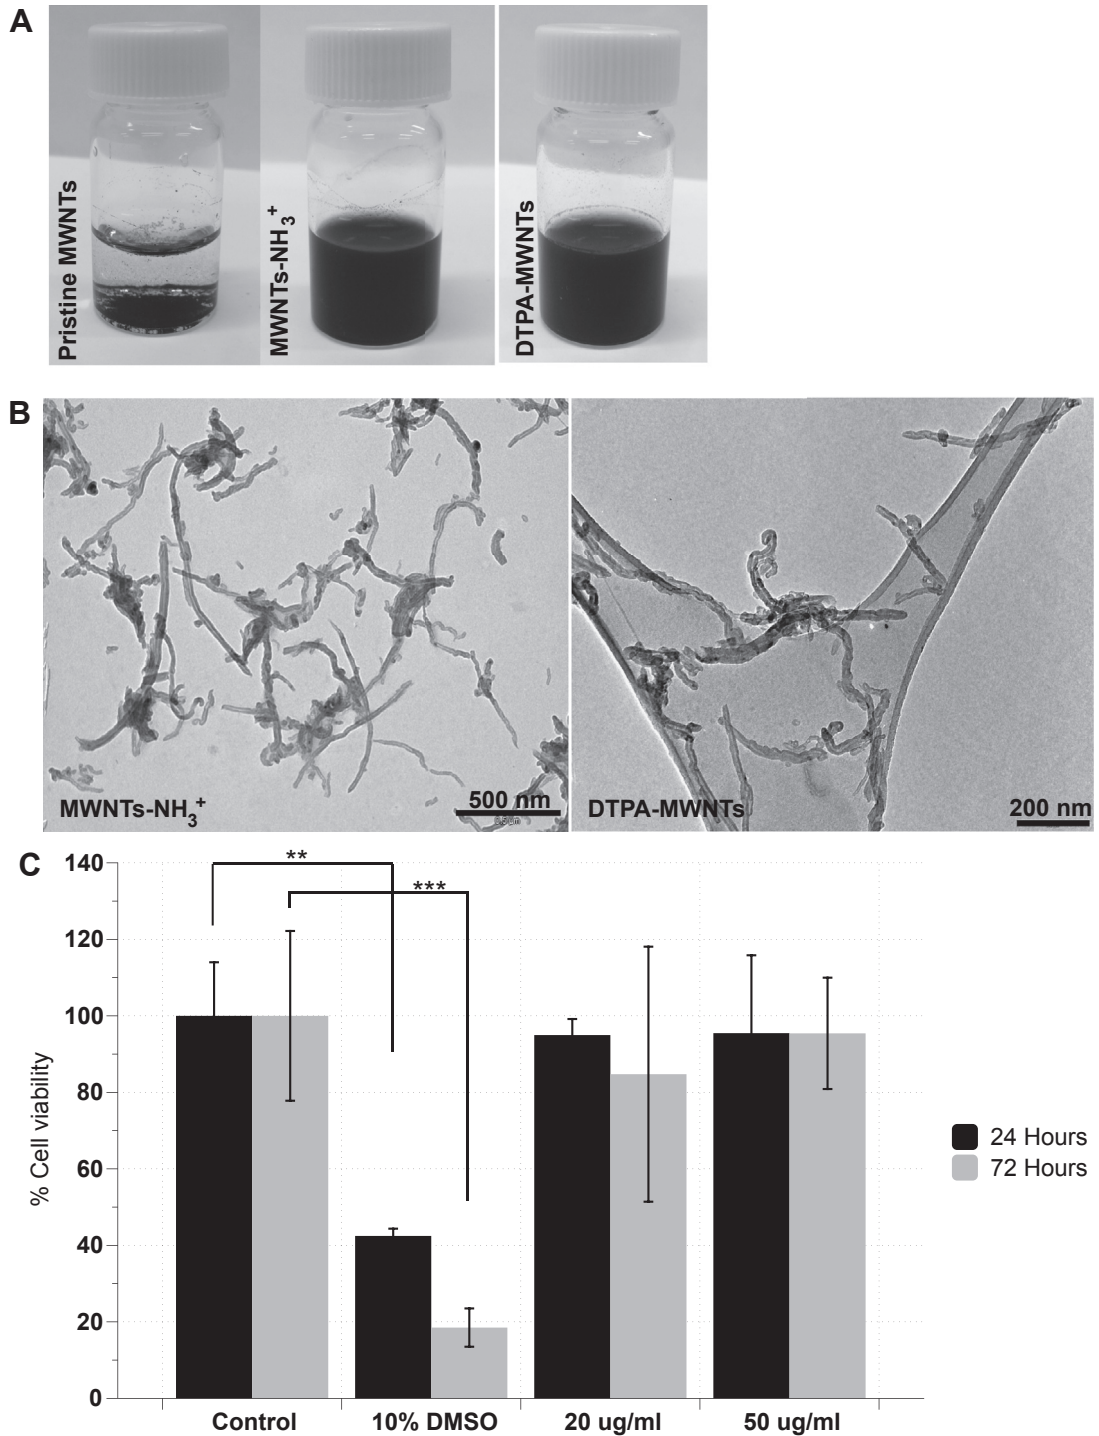 A
Pristine MWNTs
MWNTs-NH3+
DTPA-MWNTs
B
MWNTs-NH3+
500 nm
DTPA-MWNTs
200 nm
C
140
120
100
80
60
40
20
0
% Cell viability
**
***
24 Hours
72 Hours
Control
10% DMSO
20 ug/ml
50 ug/ml